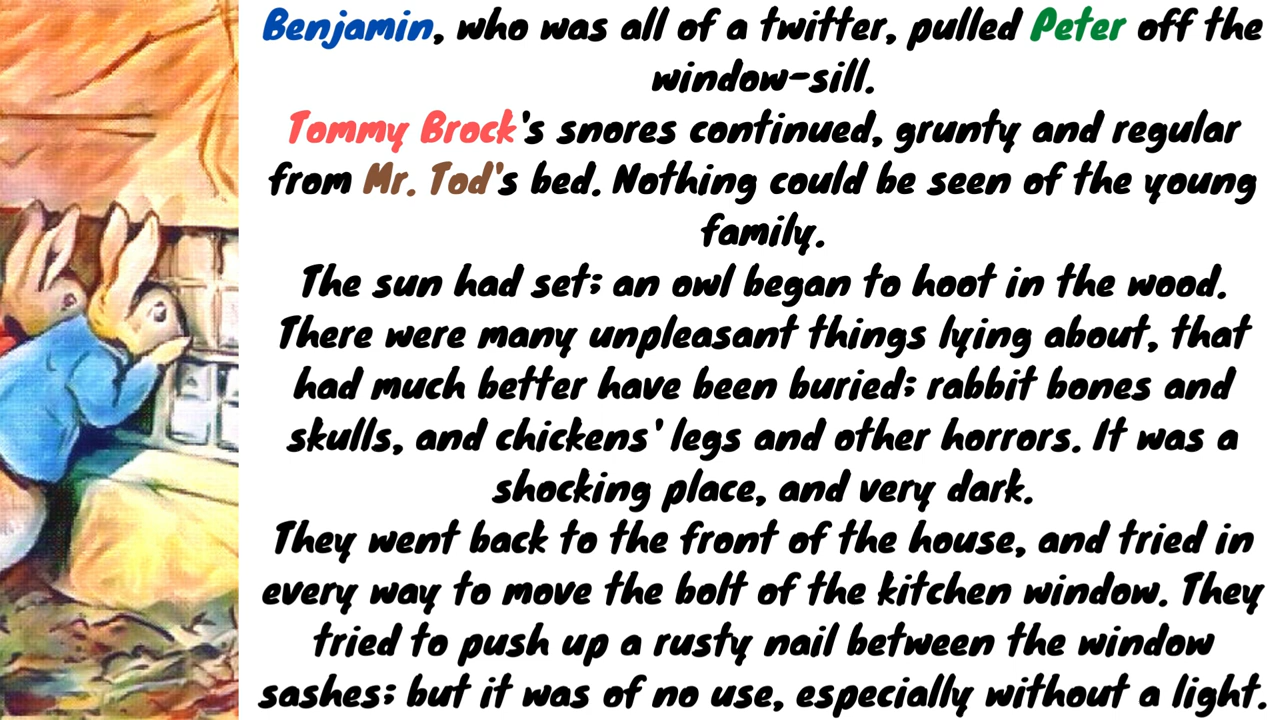 Benjamin, who was all of a twitter, pulled Peter off the
window-sill.
Tommy Brock's snores continued, grunty and regular
from Mr. Tod's bed. Nothing could be seen of the young
family.
The sun had set; an owl began to hoot in the wood.
There were many unpleasant things lying about, that
had much better have been buried; rabbit bones and
skulls, and chickens' legs and other horrors. It was a
shocking place, and very dark.
They went back to the front of the house, and tried in
every way to move the bolt of the kitchen window. They
tried to push up a rusty nail between the window
sashes; but it was of no use, especially without a light.